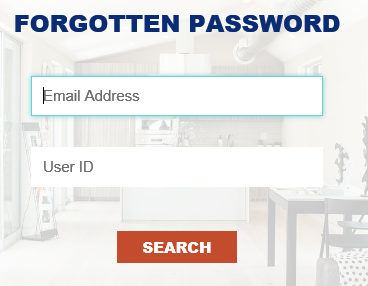 FORGOTTEN PASSWORD
Email Address
User ID
SEARCH